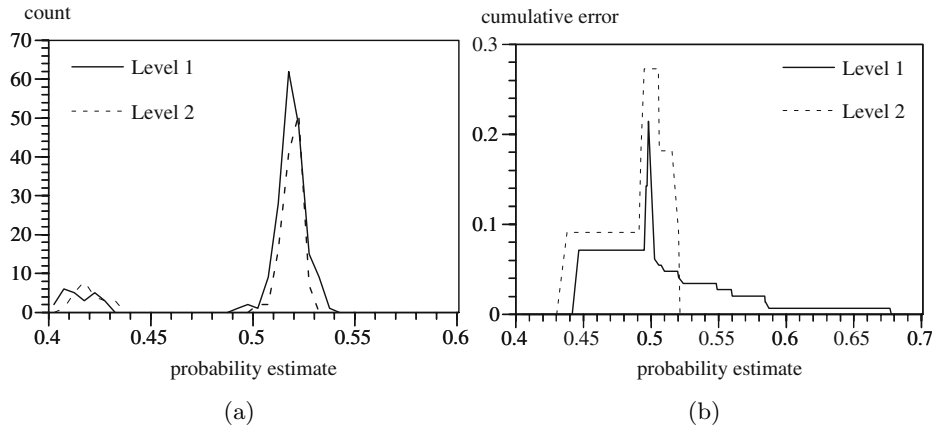 count
70
60
50
40
30
20
10
0
Level 1
Level 2
0.4 0.45 0.5 0.55 0.6
probability estimate
(a)
cumulative error
0.3
0.2
0.1
0
Level 1
Level 2
0.4 0.45 0.5 0.55 0.6 0.65 0.7
probability estimate
(b)